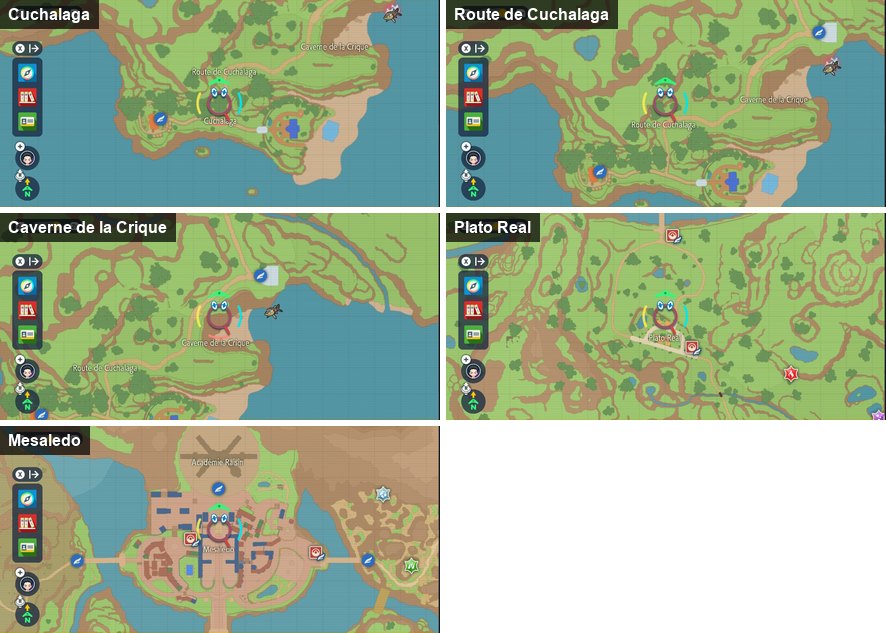 Cuchalaga
Caverne de la Crique
Route de Cuchalaga
Cuchalaga
X
N
Route de Cuchalaga
Caverne de la Crique
Route de Cuchalaga
X
N
Caverne de la Crique
Caverne de la Crique
Route de Cuchalaga
X
N
Plato Real
Plato Real
X
N
Mesaledo
Académie Raisin
Mesaledo
X
N